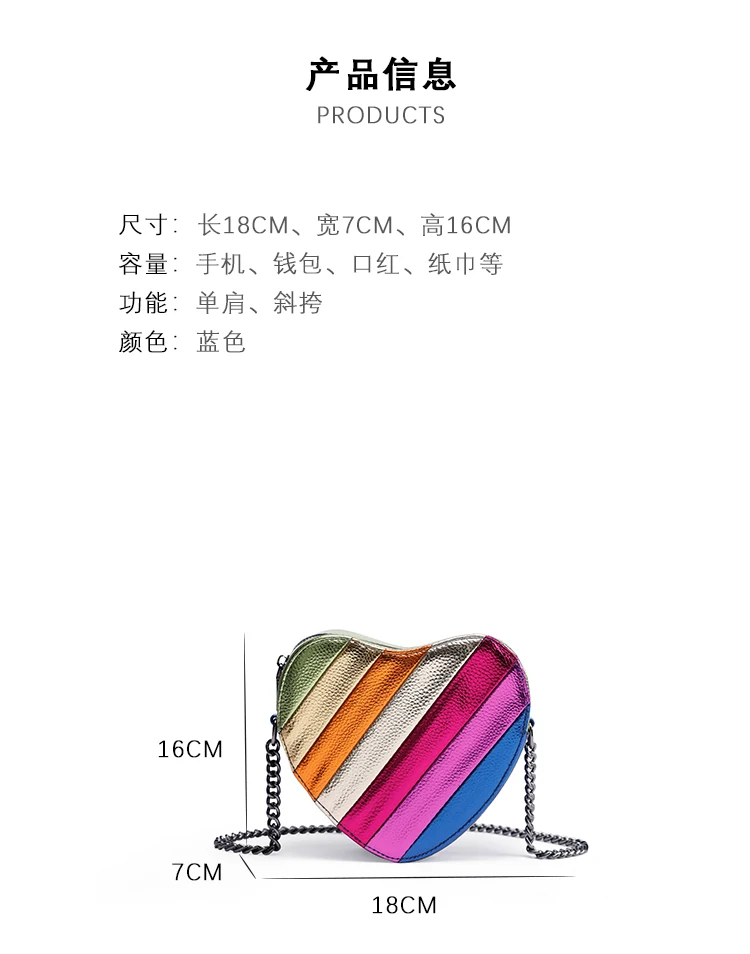 产品信息
PRODUCTS
尺寸：长18CM、宽7CM、高16CM
容量：手机、钱包、口红、纸巾等
功能：单肩、斜挎
颜色：蓝色
16CM
7CM
18CM